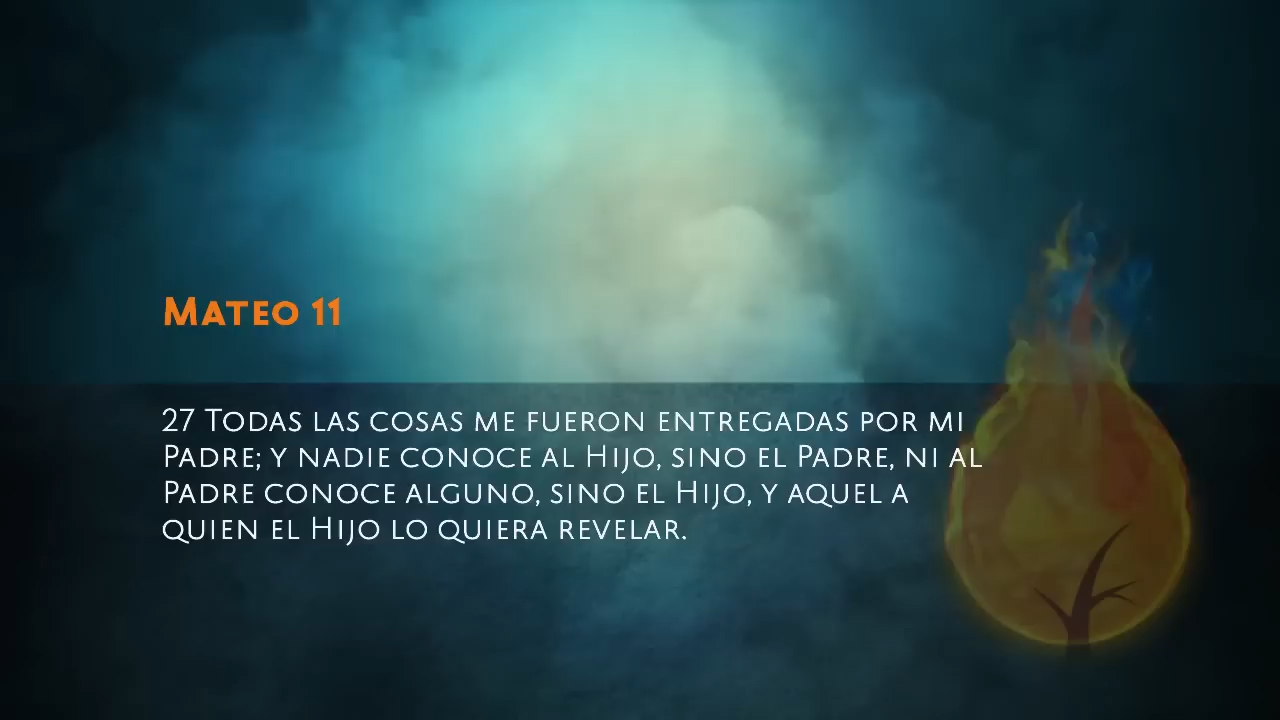 Mateo 11
27 Todas las cosas me fueron entregadas por mi
Padre; y nadie conoce al Hijo, sino el Padre, ni al
Padre conoce alguno, sino el Hijo, y aquel a
quien el Hijo lo quiera revelar.